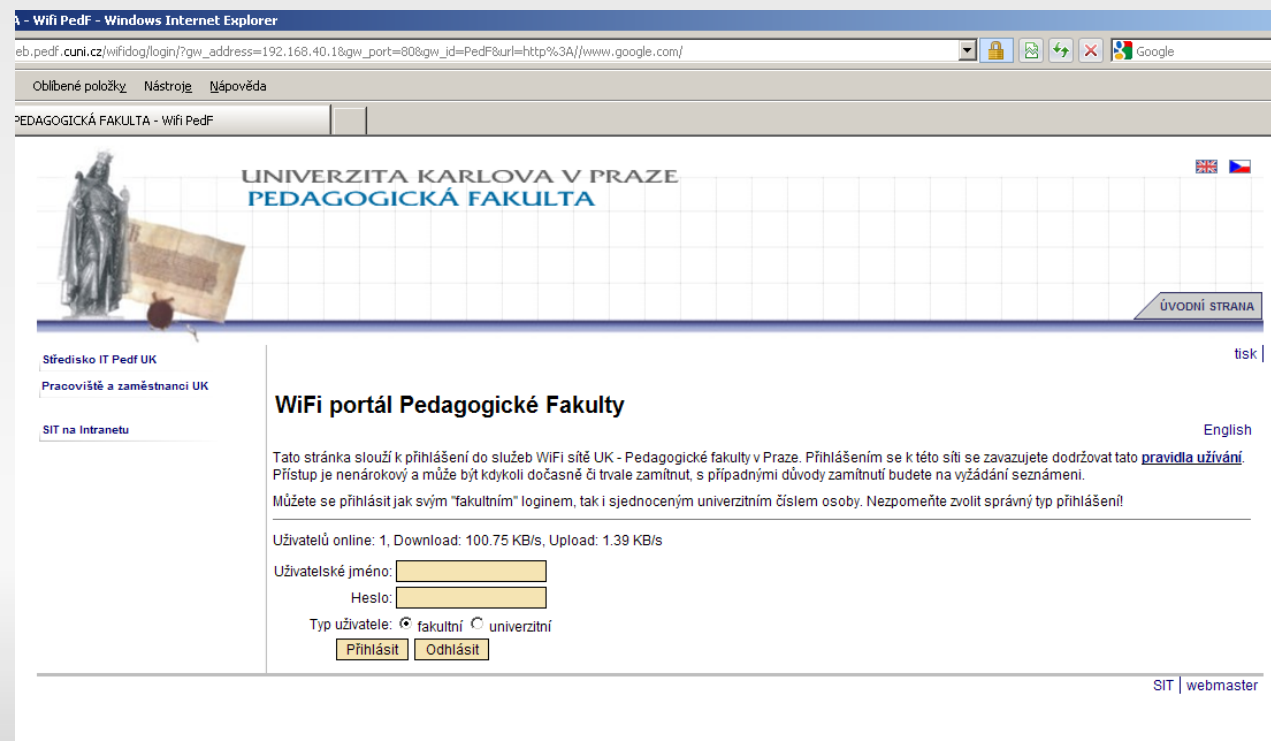 A - Wifi PedF - Windows Internet Explorer
eb.pedf.cuni.cz/wifidog/login/?gw_address=192.168.40.1&gw_port=80&gw_id=PedF&url=http%3A//www.google.com/
Google
Oblíbené položky Nástroje Nápověda
PEDAGOGICKÁ FAKULTA - Wifi PedF
UNIVERZITA KARLOVA V PRAZE
PEDAGOGICKÁ FAKULTA
ÚVODNÍ STRANA
Středisko IT Pedf UK
Pracoviště a zaměstnanci UK
SIT na Intranetu
tisk |
WiFi portál Pedagogické Fakulty
English
Tato stránka slouží k přihlášení do služeb WiFi sítě UK - Pedagogické fakulty v Praze. Přihlášením se k této síti se zavazujete dodržovat tato pravidla užívání.
Přístup je nenárokový a může být kdykoli dočasně či trvale zamítnut, s případnými důvody zamítnutí budete na vyžádání seznámeni.
Můžete se přihlásit jak svým "fakultním" loginem, tak i sjednoceným univerzitním číslem osoby. Nezpomeňte zvolit správný typ přihlášení!
Uživatelů online: 1, Download: 100.75 KB/s, Upload: 1.39 KB/s
Uživatelské jméno:
Heslo:
Typ uživatele: fakultní univerzitní
Přihlásit Odhlásit
SIT | webmaster